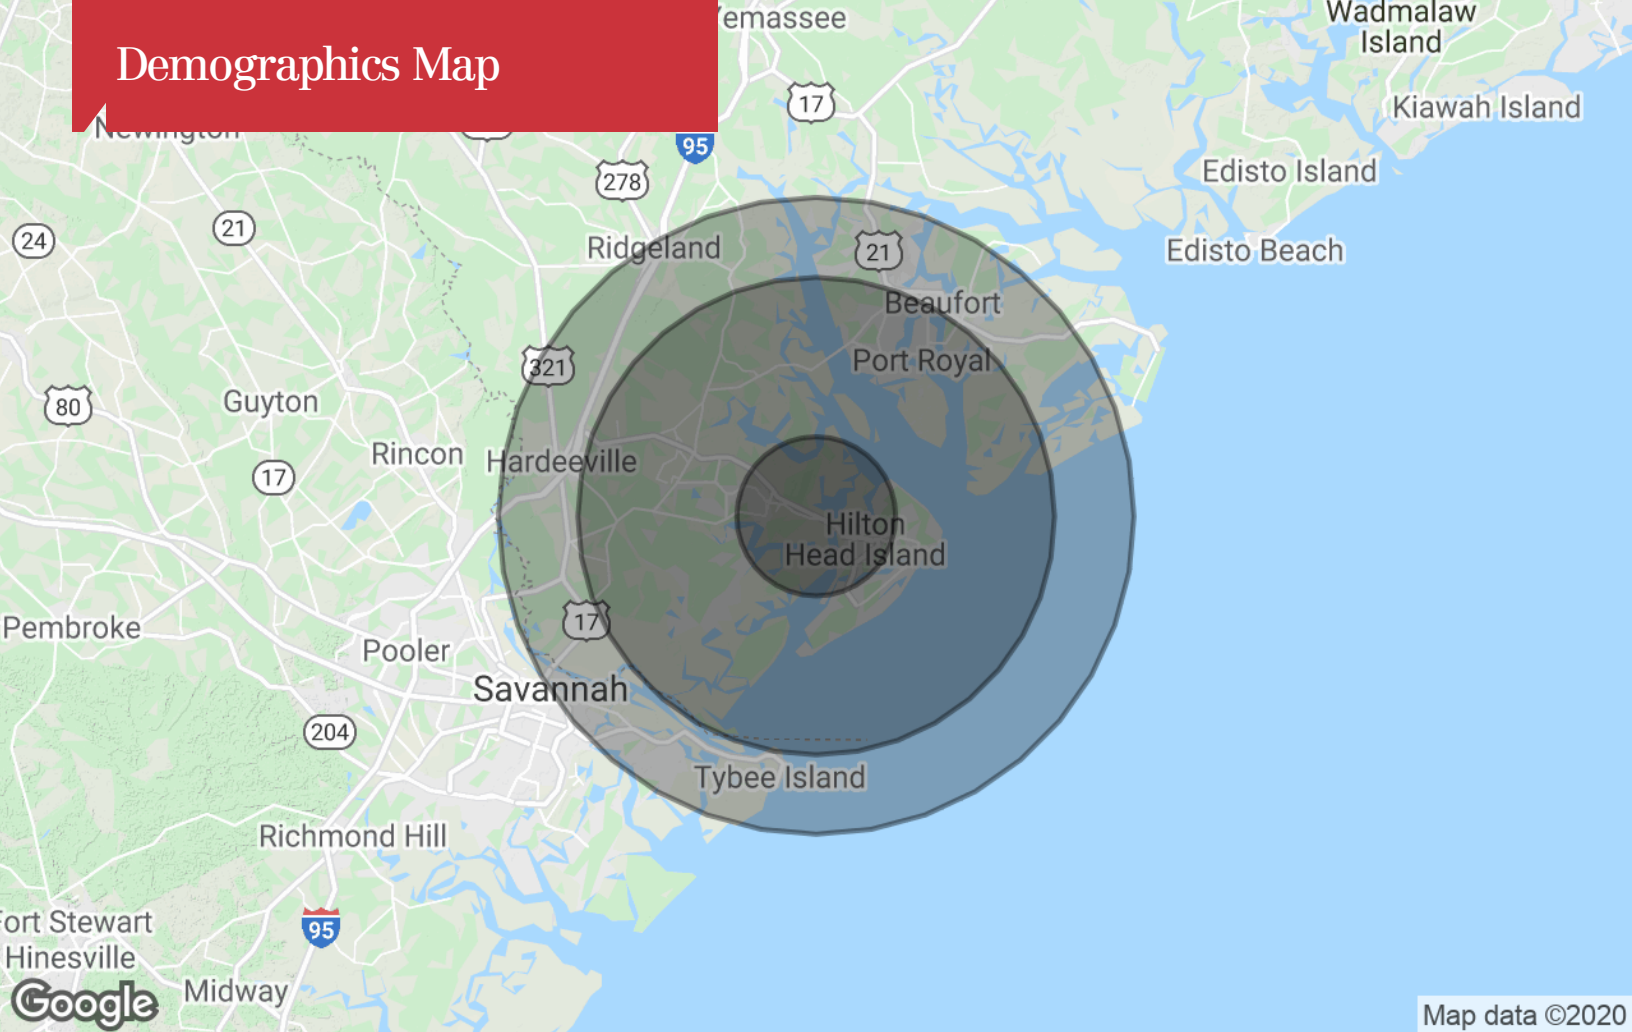 Demographics Map
Wadmalaw
Island
17
Kiawah Island
95
278
Edisto Island
21
24
Ridgeland
21
Edisto Beach
Beaufort
Port Royal
321
80
Guyton
Rincon
Hardeeville
17
Hilton
Head Island
17
Pembroke
Pooler
Savannah
204
Tybee Island
Richmond Hill
95
Fort Stewart
Hinesville
Midway
Google
Map data ©2020